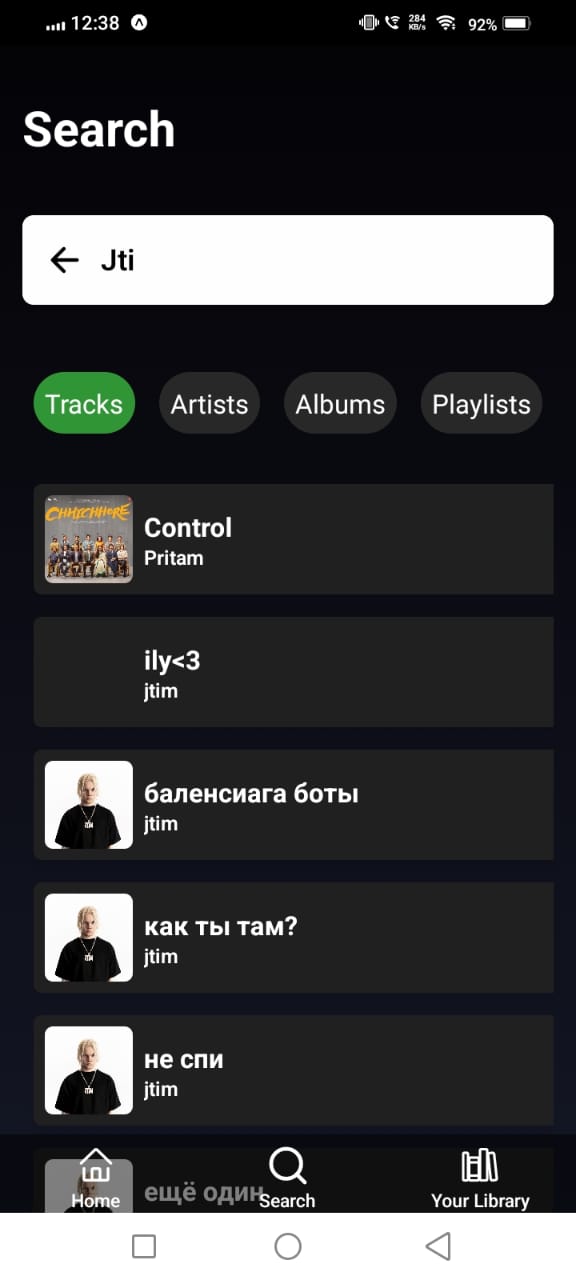 12:38
284
KB/s
92%
Search
Jti
Tracks Artists Albums Playlists
CHHICHHORE
Control
Pritam
ily<3
jtim
баленсиага боты
jtim
как ты там?
jtim
не спи
jtim
ещё один
Home Search Your Library